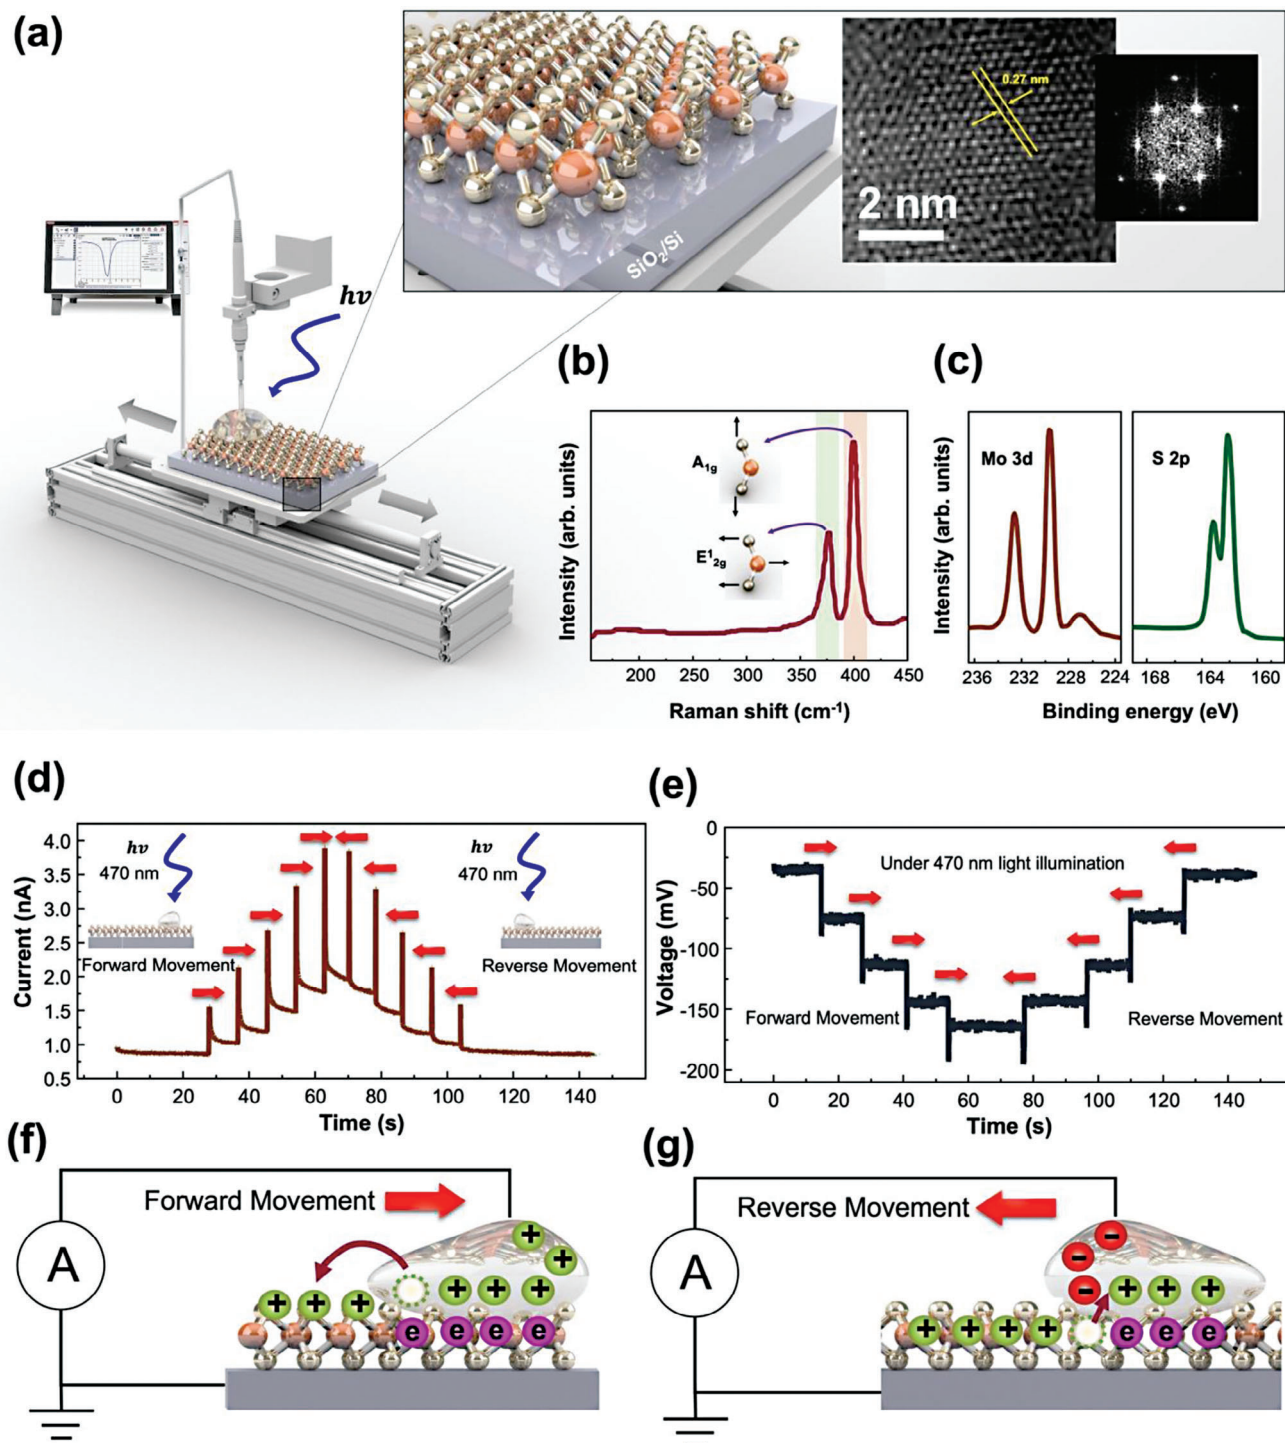 (a)
0.27 nm
2 nm
SiO2/Si
hν
(b)
Intensity (arb. units)
A1g
E12g
200 250 300 350 400 450
Raman shift (cm-1)
(c)
Intensity (arb. units)
Mo 3d
S 2p
236 232 228 224
168 164 160
Binding energy (eV)
(d)
Current (nA)
4.0
3.5
3.0
2.5
2.0
1.5
1.0
0.5
hν
470 nm
Forward Movement
hν
470 nm
Reverse Movement
0 20 40 60 80 100 120 140
Time (s)
(e)
Voltage (mV)
0
-50
-100
-150
-200
Under 470 nm light illumination
Forward Movement
Reverse Movement
0 20 40 60 80 100 120 140
Time (s)
(f)
Forward Movement
A
+ +
+ + +
+ + +
e e e e
(g)
Reverse Movement
A
- -
- + + +
+ + + +
e e e